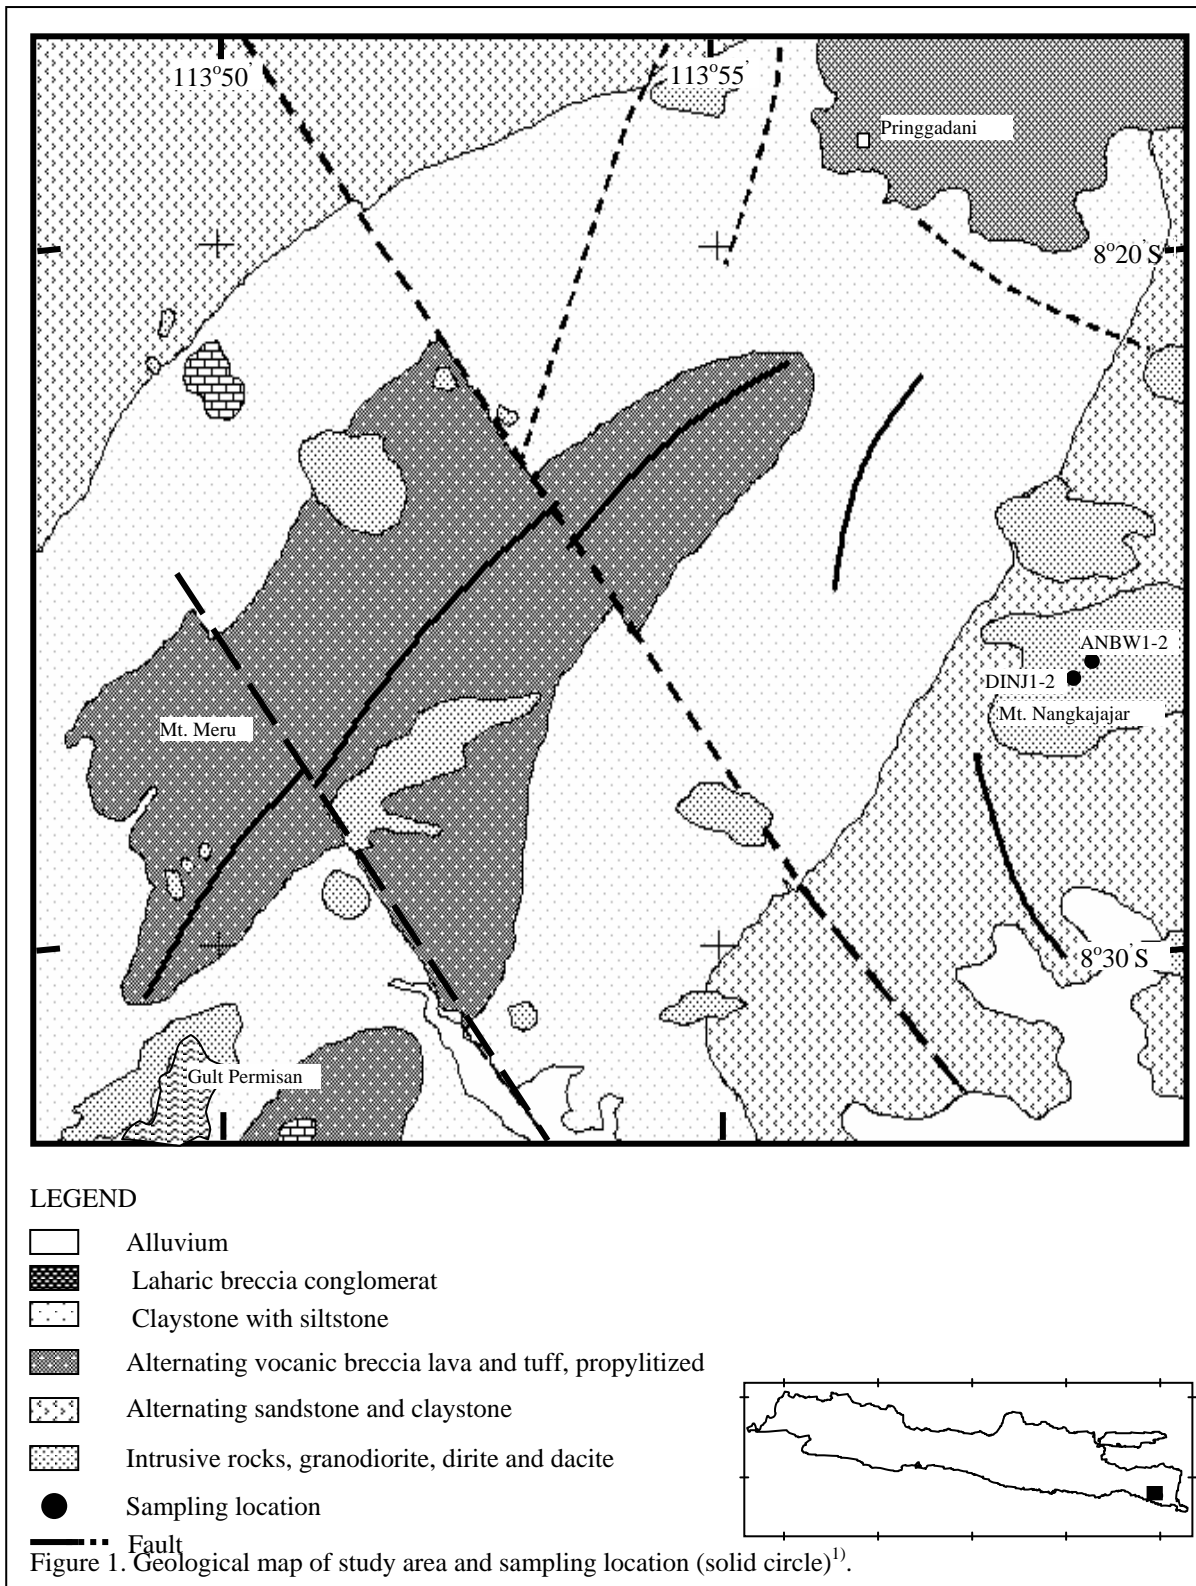 113°50'
113°55'
Pringgadani
8°20'S
ANBW1-2
DINJ1-2
Mt. Nangkajajar
Mt. Meru
8°30'S
Gult Permisan
LEGEND
Alluvium
Laharic breccia conglomerat
Claystone with siltstone
Alternating vocanic breccia lava and tuff, propylitized
Alternating sandstone and claystone
Intrusive rocks, granodiorite, dirite and dacite
Sampling location
Fault
Figure 1. Geological map of study area and sampling location (solid circle)1).